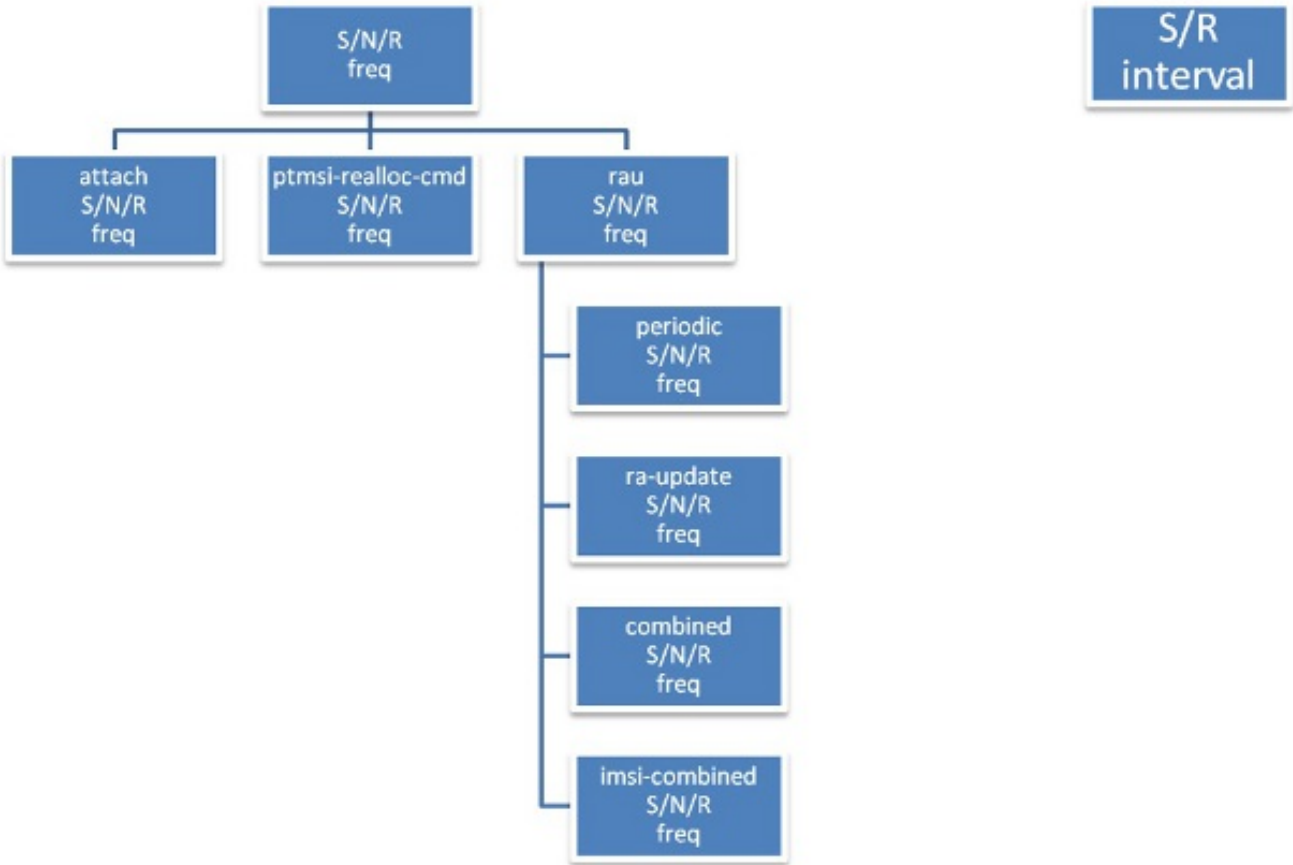 S/N/R
freq
S/R
interval
attach
S/N/R
freq
ptmsi-realloc-cmd
S/N/R
freq
rau
S/N/R
freq
periodic
S/N/R
freq
ra-update
S/N/R
freq
combined
S/N/R
freq
imsi-combined
S/N/R
freq